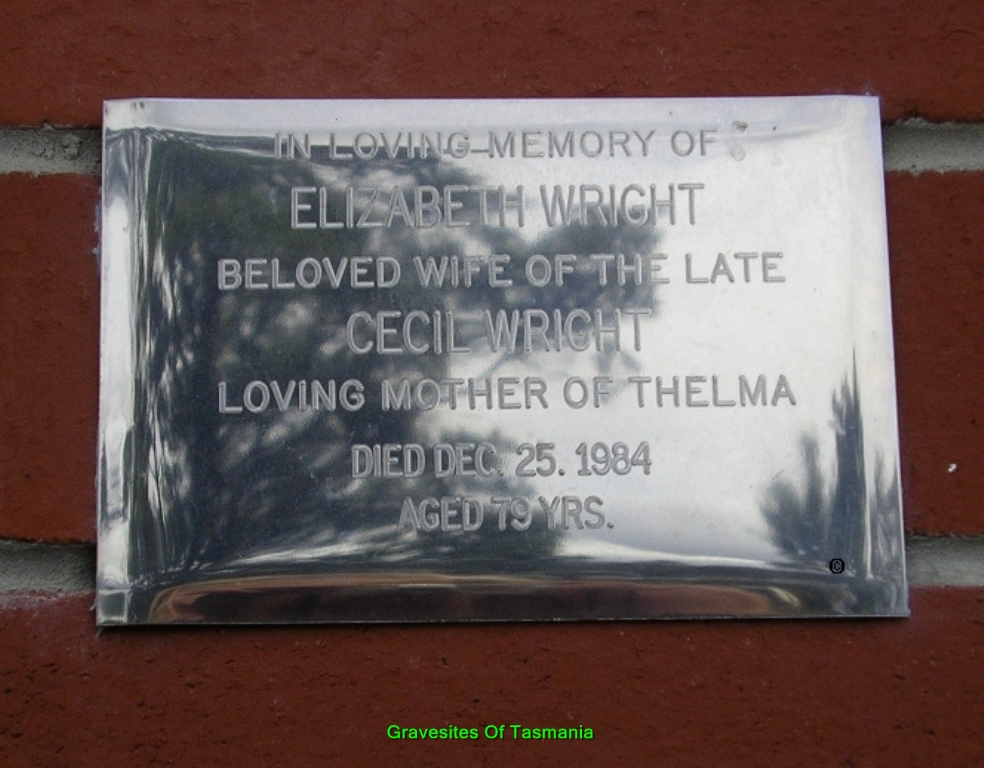 IN LOVING MEMORY OF
ELIZABETH WRIGHT
BELOVED WIFE OF THE LATE
CECIL WRIGHT
LOVING MOTHER OF THELMA
DIED DEC. 25. 1984
AGED 79 YRS.
©
Gravesites Of Tasmania